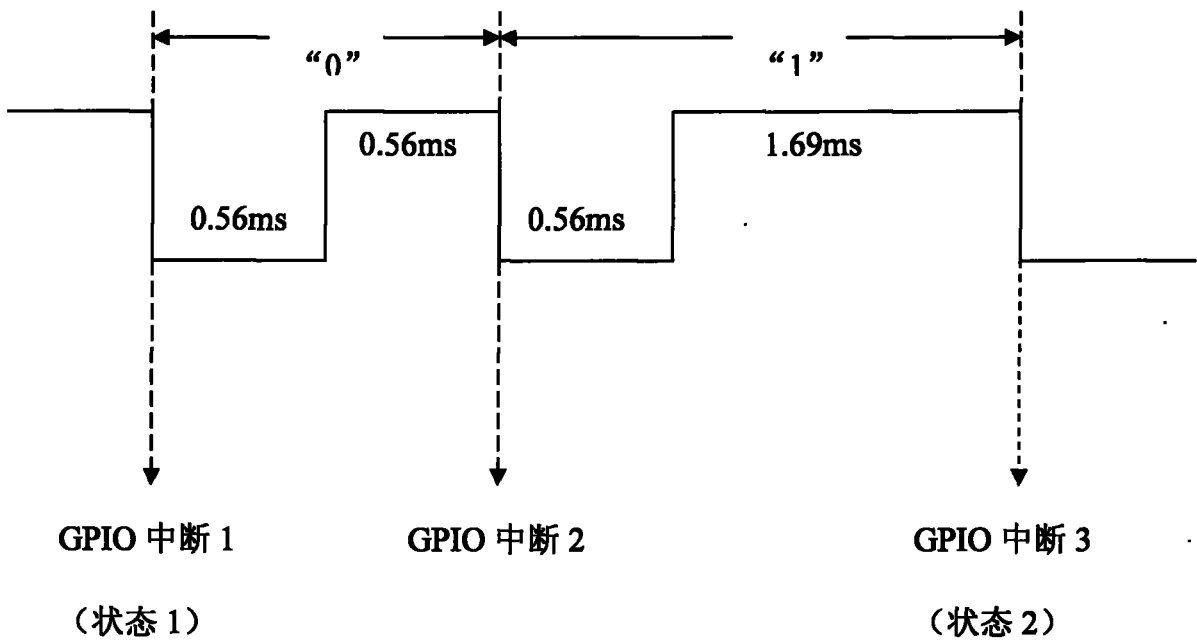 “0” “1”
0.56ms 1.69ms
0.56ms 0.56ms
GPIO 中断 1 GPIO 中断 2 GPIO 中断 3
（状态 1） （状态 2）